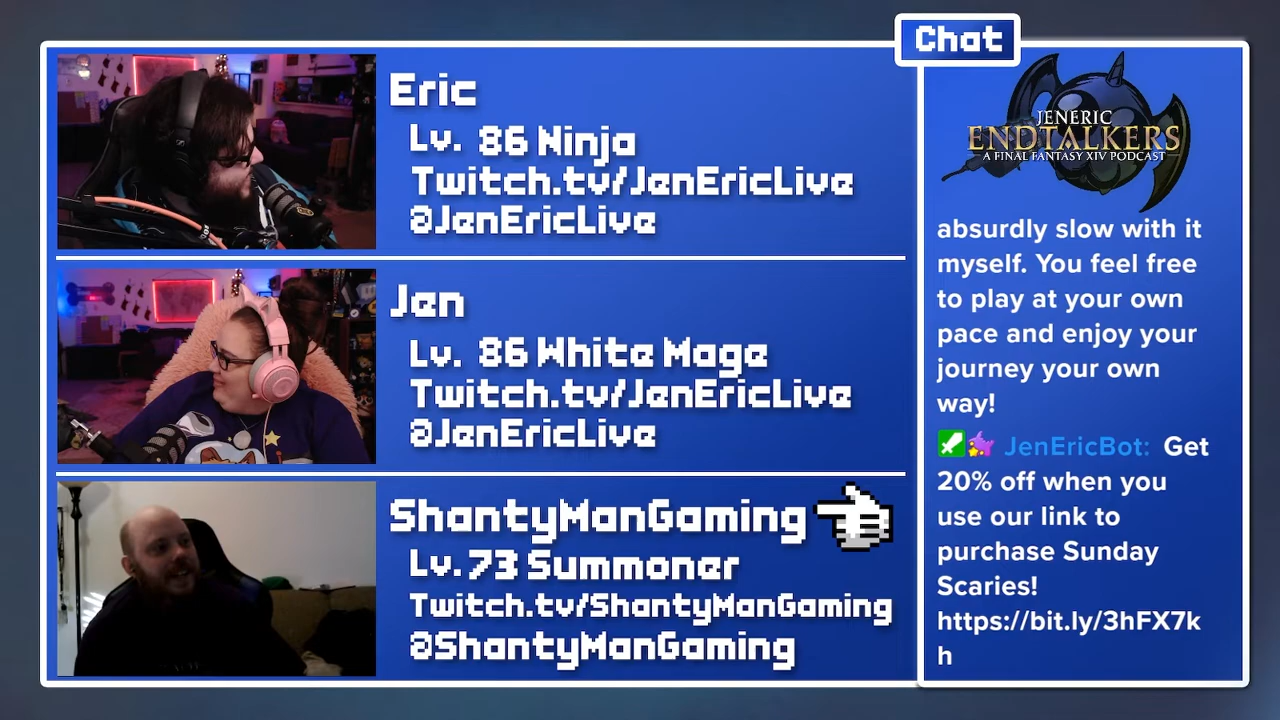 Chat
Eric
Lv. 86 Ninja
Twitch.tv/JenEricLive
@JenEricLive
Jen
Lv. 86 White Mage
Twitch.tv/JenEricLive
@JenEricLive
ShantyManGaming
Lv. 73 Summoner
Twitch.tv/ShantyManGaming
@ShantyManGaming
JENERIC
ENDTALKERS
A FINAL FANTASY XIV PODCAST
absurdly slow with it
myself. You feel free
to play at your own
pace and enjoy your
journey your own
way!
JenEricBot: Get
20% off when you
use our link to
purchase Sunday
Scaries!
https://bit.ly/3hFX7k
h